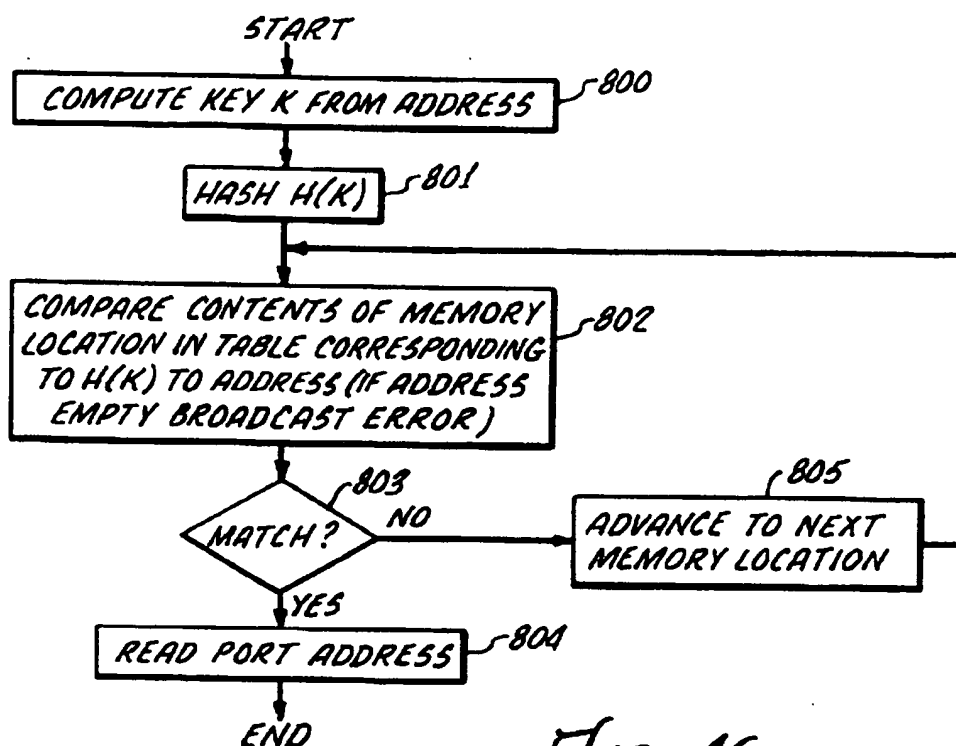 START
COMPUTE KEY K FROM ADDRESS
800
HASH H(K)
801
COMPARE CONTENTS OF MEMORY
LOCATION IN TABLE CORRESPONDING
TO H(K) TO ADDRESS (IF ADDRESS
EMPTY BROADCAST ERROR)
802
MATCH?
803
NO
805
ADVANCE TO NEXT
MEMORY LOCATION
YES
READ PORT ADDRESS
804
END